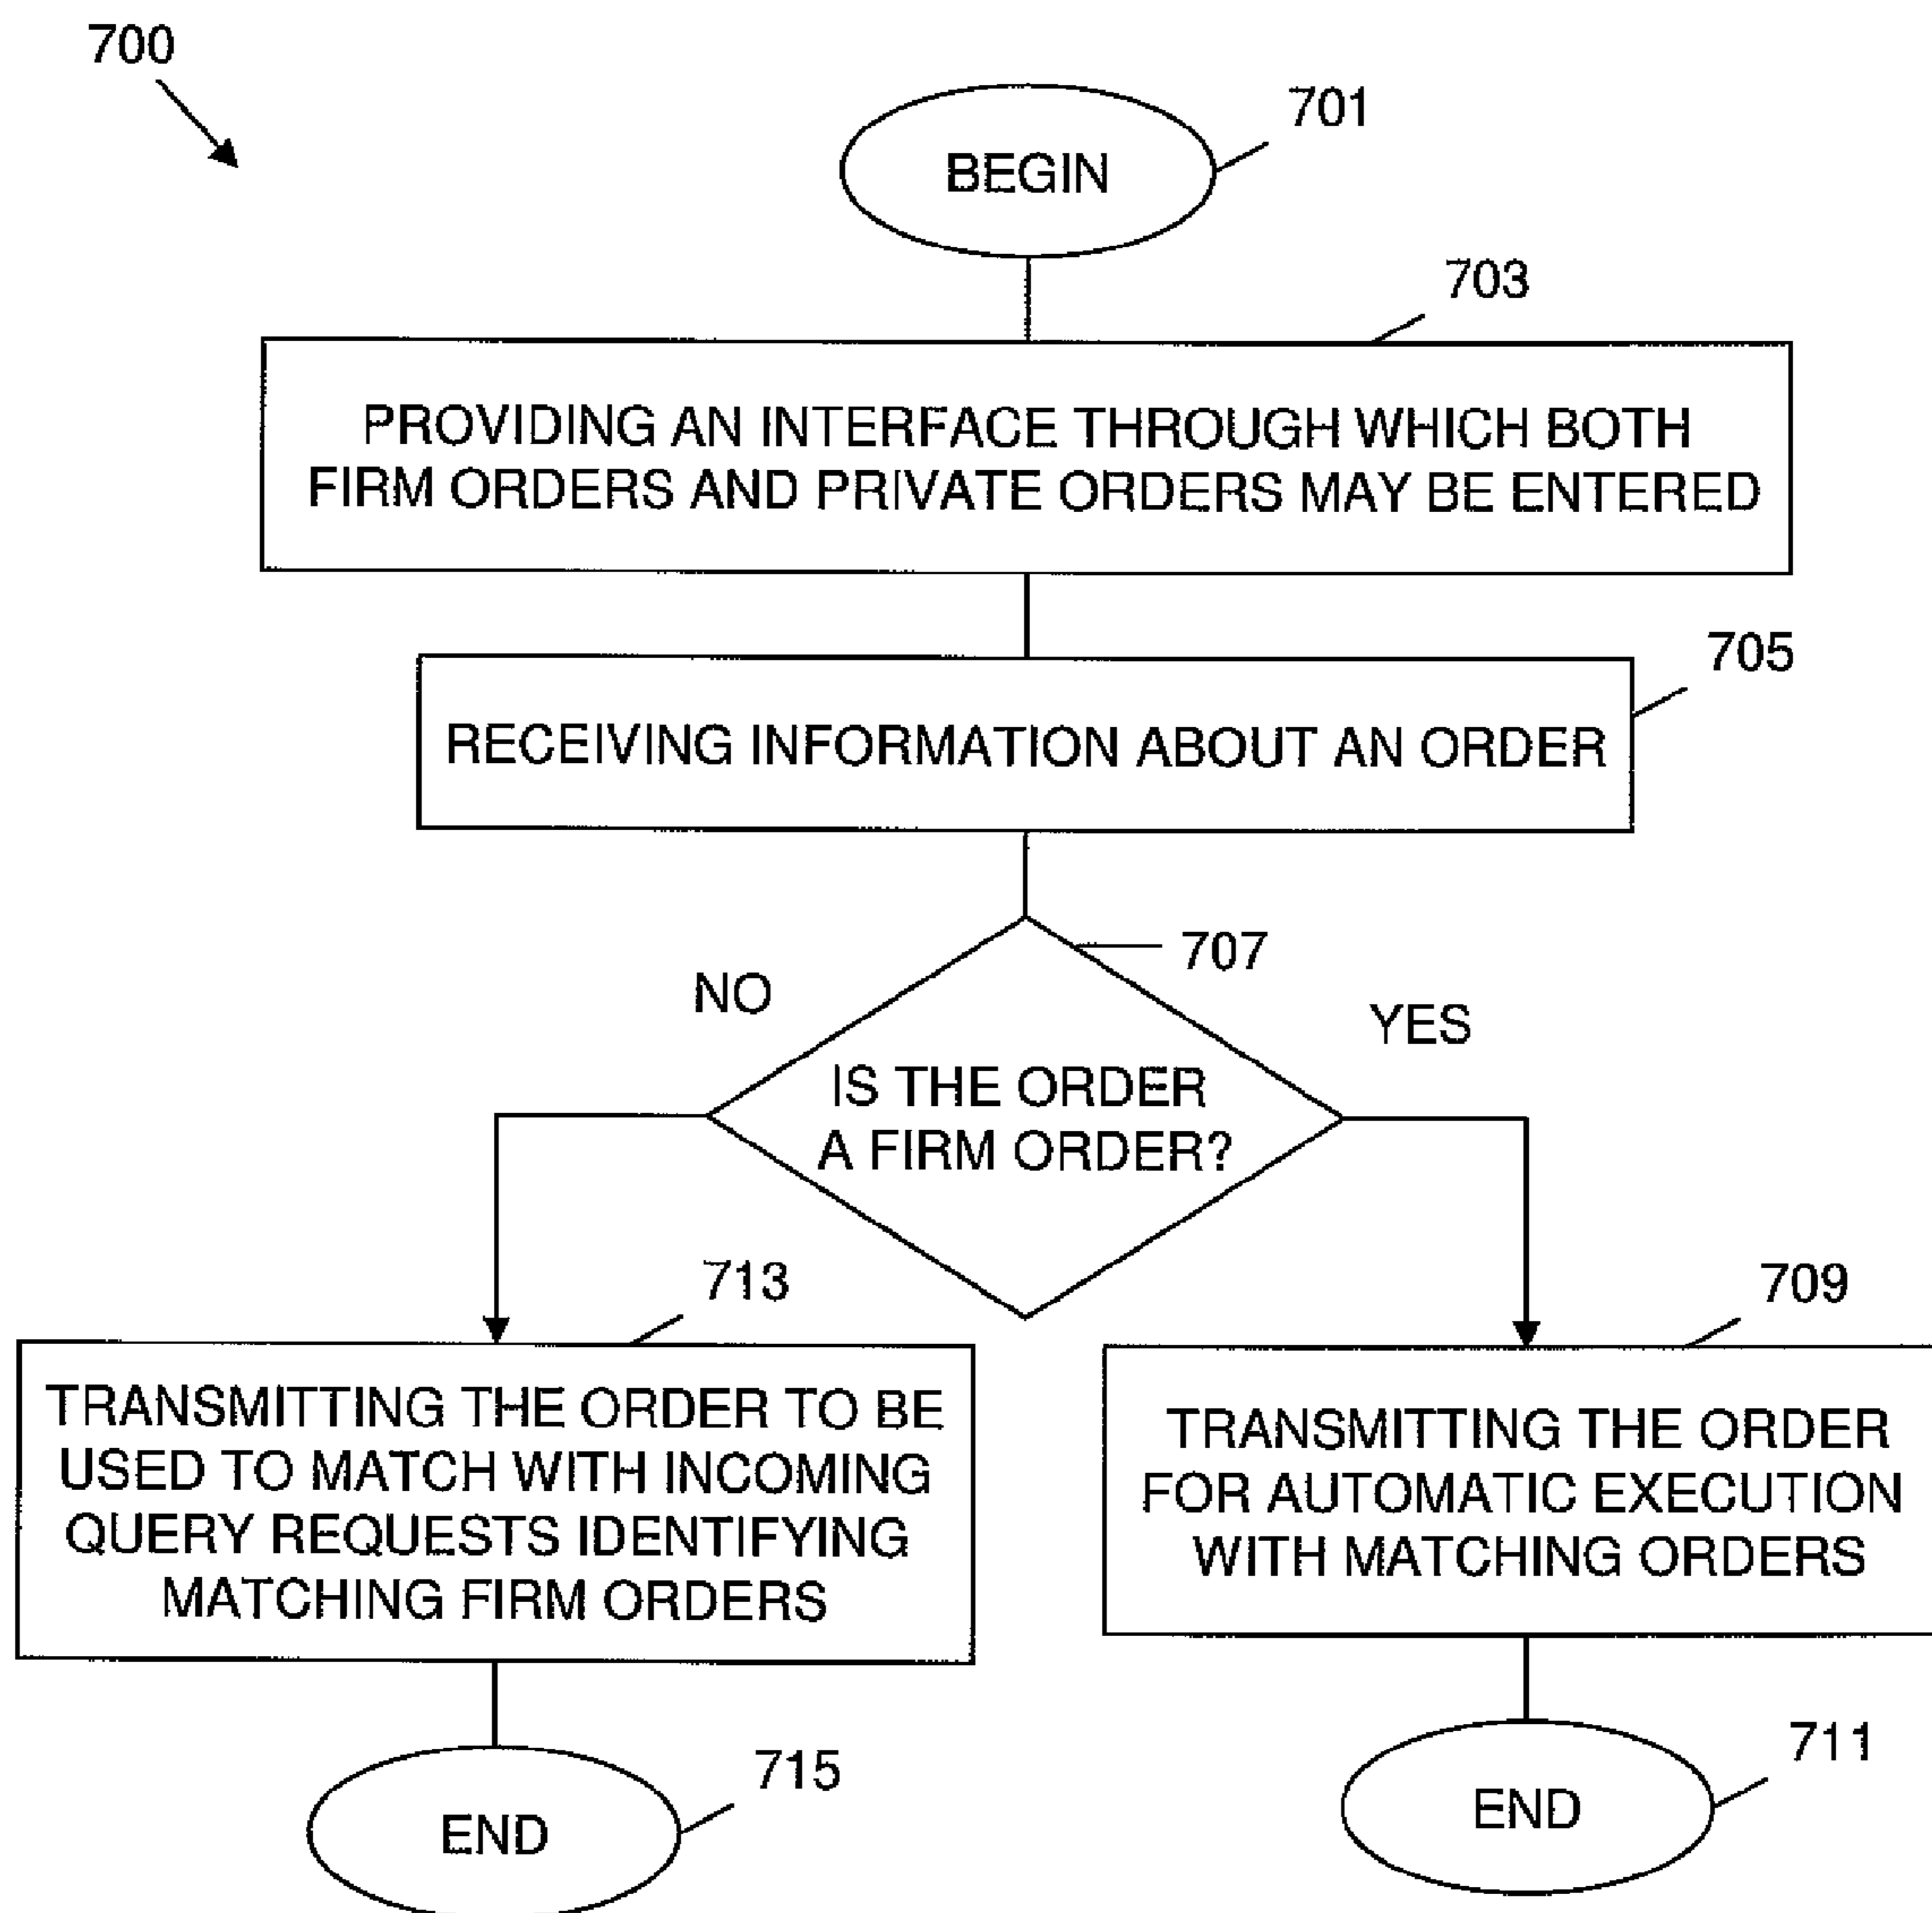 700
701
BEGIN
703
PROVIDING AN INTERFACE THROUGH WHICH BOTH
FIRM ORDERS AND PRIVATE ORDERS MAY BE ENTERED
705
RECEIVING INFORMATION ABOUT AN ORDER
707
NO
YES
IS THE ORDER
A FIRM ORDER?
713
TRANSMITTING THE ORDER TO BE
USED TO MATCH WITH INCOMING
QUERY REQUESTS IDENTIFYING
MATCHING FIRM ORDERS
709
TRANSMITTING THE ORDER
FOR AUTOMATIC EXECUTION
WITH MATCHING ORDERS
715
END
711
END